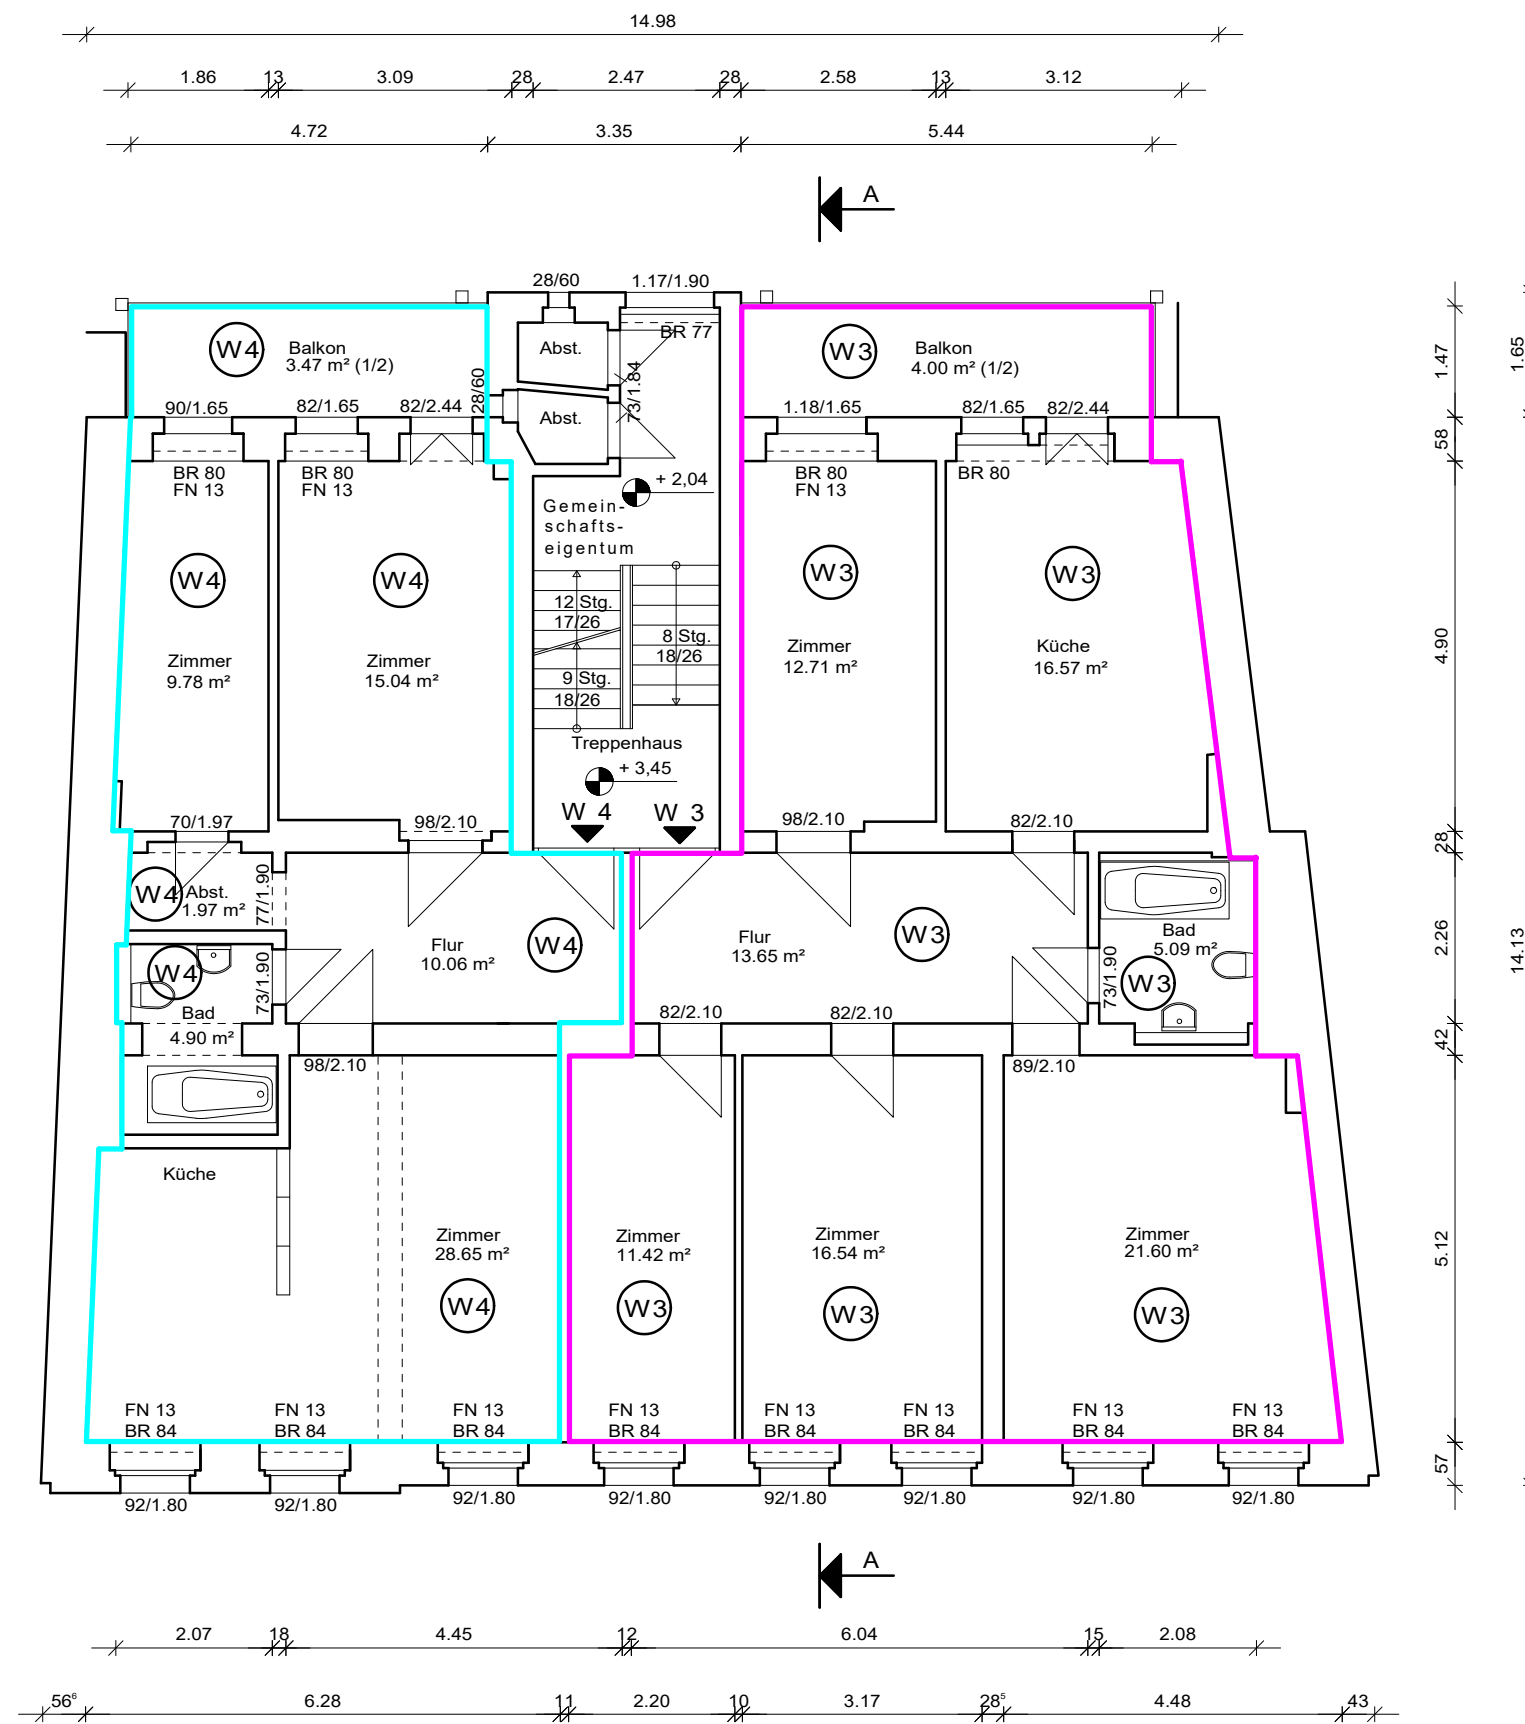 14.98
1.86 13 3.09 28 2.47 28 2.58 13 3.12
4.72 3.35 5.44
A
28/60 1.17/1.90
BR 77
W4 Balkon
3.47 m² (1/2)
Abst.
W3 Balkon
4.00 m² (1/2)
1.47
1.65
28/60
73/1.84
90/1.65 82/1.65 82/2.44
Abst.
1.18/1.65 82/1.65 82/2.44
58
BR 80
FN 13
BR 80
FN 13
BR 80
FN 13
BR 80
+ 2,04
Gemein-
schafts-
eigentum
W4
W4
W3
W3
12 Stg.
17/26
8 Stg.
18/26
9 Stg.
18/26
Zimmer
9.78 m²
Zimmer
15.04 m²
Zimmer
12.71 m²
Küche
16.57 m²
4.90
Treppenhaus
+ 3,45
W 4 W 3
70/1.97 98/2.10 98/2.10 82/2.10
28
W4 Abst.
1.97 m²
77/1.90
Flur
10.06 m²
W4
Flur
13.65 m²
W3
Bad
5.09 m²
W3
73/1.90
2.26
14.13
W4
Bad
4.90 m²
73/1.90
82/2.10 82/2.10
98/2.10 89/2.10
42
Küche
Zimmer
28.65 m²
W4
Zimmer
11.42 m²
W3
Zimmer
16.54 m²
W3
Zimmer
21.60 m²
W3
5.12
FN 13 FN 13 FN 13 FN 13 FN 13 FN 13 FN 13 FN 13
BR 84 BR 84 BR 84 BR 84 BR 84 BR 84 BR 84 BR 84
57
92/1.80 92/1.80 92/1.80 92/1.80 92/1.80 92/1.80 92/1.80 92/1.80
A
2.07 18 4.45 12 6.04 15 2.08
56⁶ 6.28 11 2.20 10 3.17 28⁵ 4.48 43